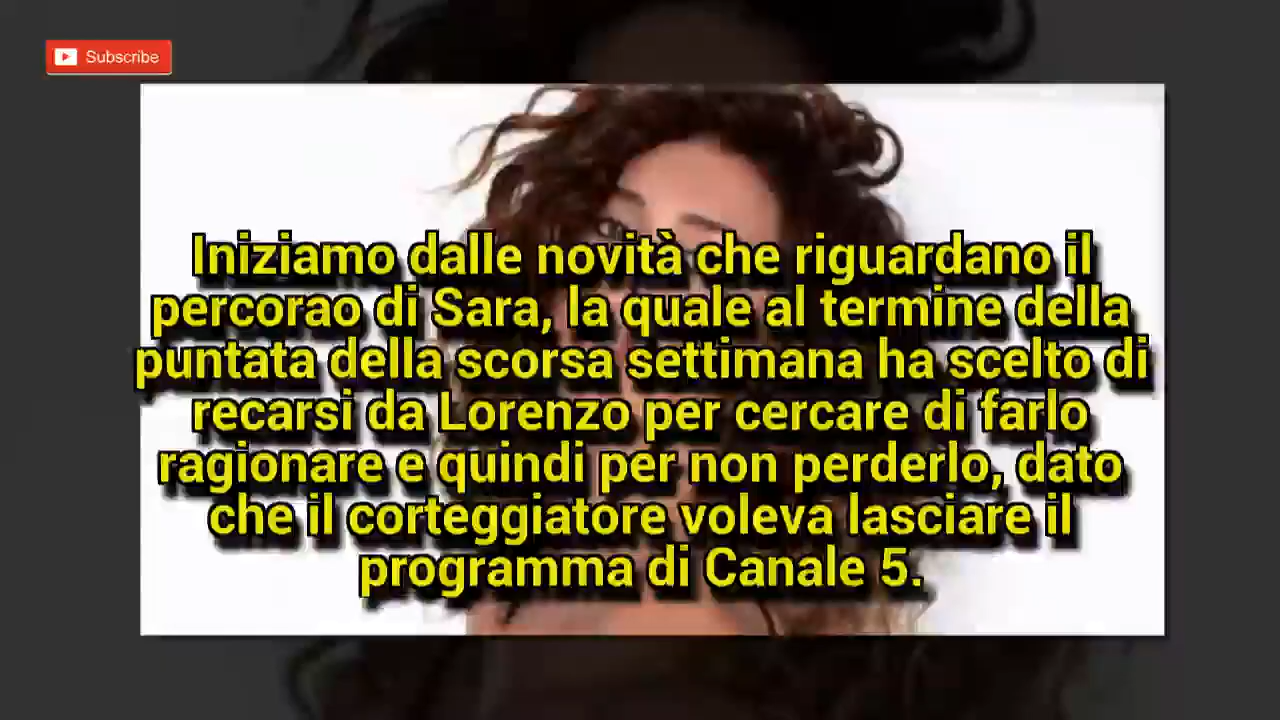 Subscribe
Iniziamo dalle novità che riguardano il
percorao di Sara, la quale al termine della
puntata della scorsa settimana ha scelto di
recarsi da Lorenzo per cercare di farlo
ragionare e quindi per non perderlo, dato
che il corteggiatore voleva lasciare il
programma di Canale 5.